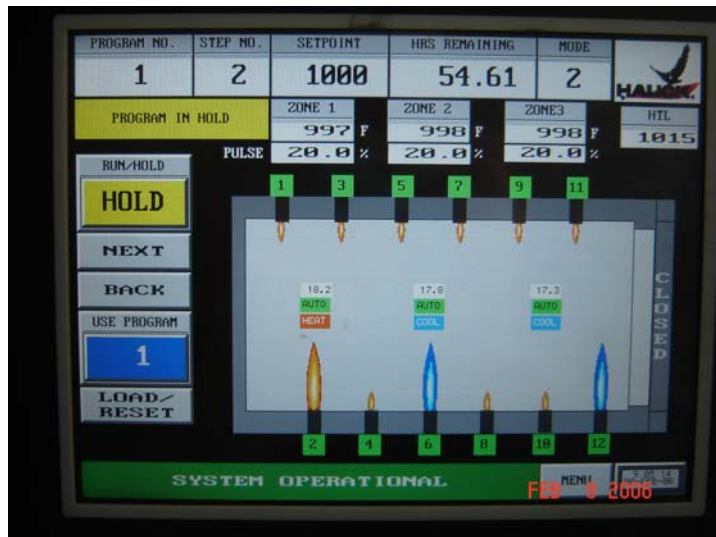 PROGRAM NO. STEP NO. SETPOINT HRS REMAINING MODE
1 2 1000 54.61 2
HAUCK
PROGRAM IN HOLD
ZONE 1 ZONE 2 ZONE3 HTL
997 F 998 F 998 F 1015
PULSE 20.0 % 20.0 % 20.0 %
RUN/HOLD
HOLD
NEXT
BACK
USE PROGRAM
1
LOAD/
RESET
1 3 5 7 9 11
18.2 17.8 17.3
AUTO AUTO AUTO
HEAT COOL COOL
CLOSED
2 4 6 8 10 12
SYSTEM OPERATIONAL
MENU
FEB 9 2006